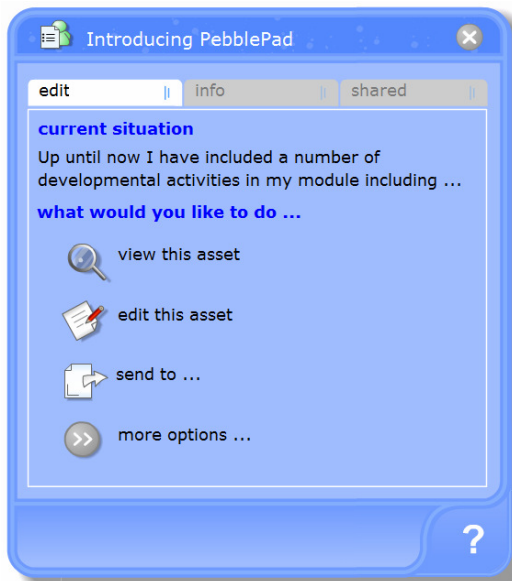 Introducing PebblePad
edit info shared
current situation
Up until now I have included a number of
developmental activities in my module including ...
what would you like to do ...
view this asset
edit this asset
send to ...
more options ...
?